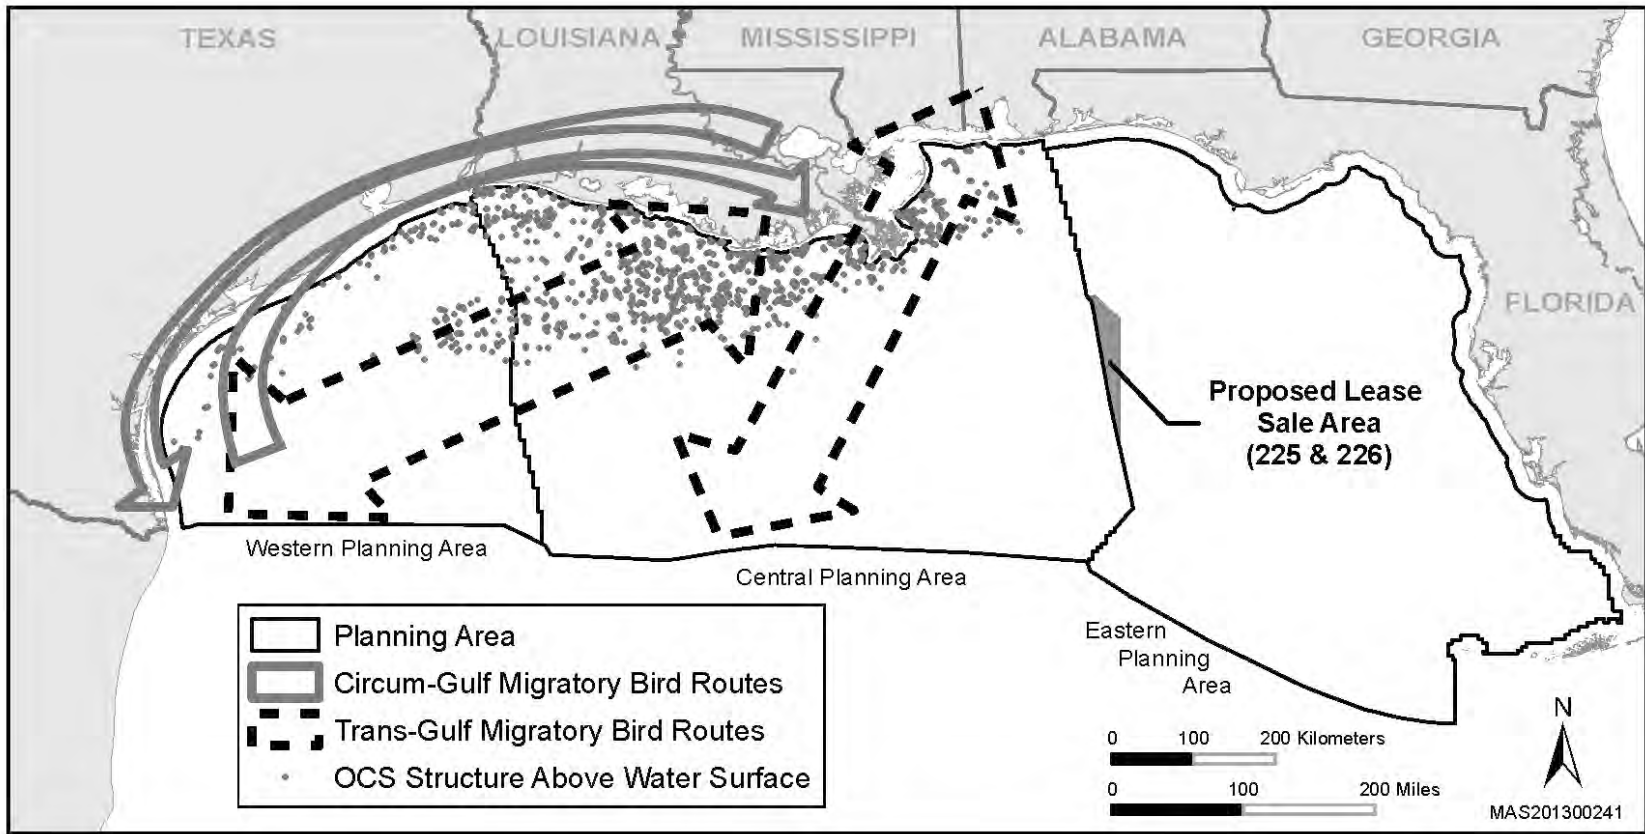 TEXAS
LOUISIANA
MISSISSIPPI
ALABAMA
GEORGIA
FLORIDA
Proposed Lease
Sale Area
(225 & 226)
Western Planning Area
Central Planning Area
Eastern
Planning
Area
Planning Area
Circum-Gulf Migratory Bird Routes
Trans-Gulf Migratory Bird Routes
OCS Structure Above Water Surface
0 100 200 Kilometers
0 100 200 Miles
N
MAS201300241